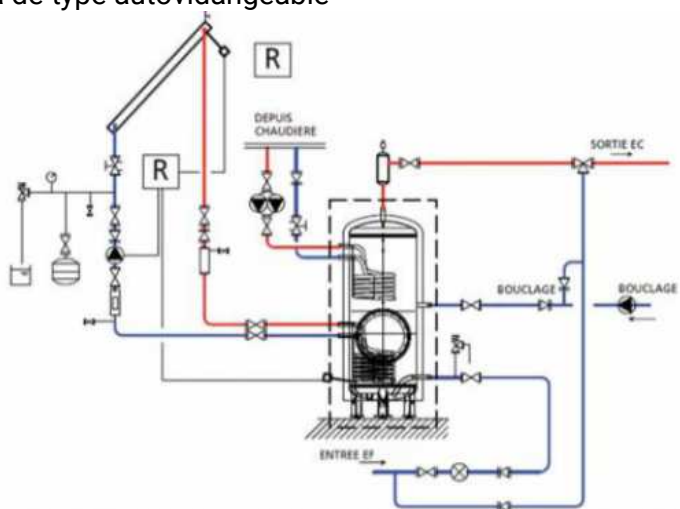 de type autovidangeable
R
DEPUIS
CHAUDIERE
SORTIE EC
R
BOUCLAGE
BOUCLAGE
ENTREE EF